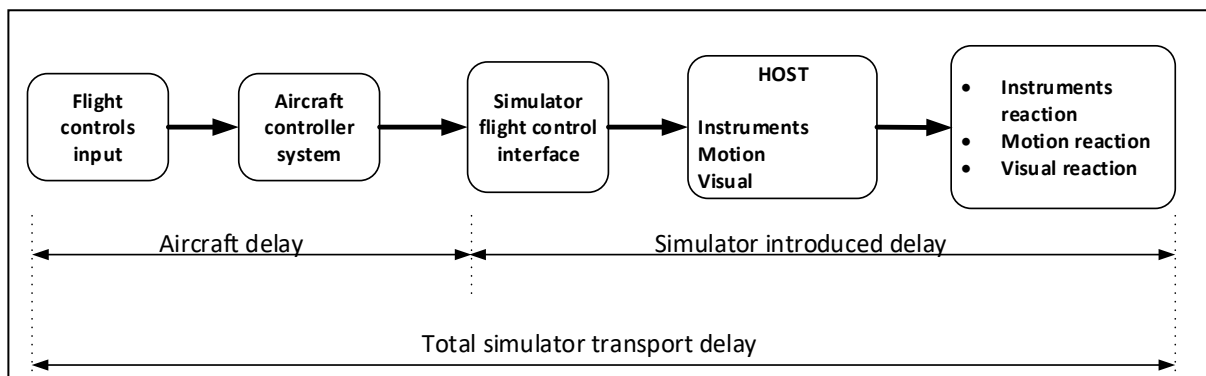 Flight
controls
input
Aircraft
controller
system
Simulator
flight control
interface
HOST
Instruments
Motion
Visual
• Instruments
reaction
• Motion reaction
• Visual reaction
Aircraft delay
Simulator introduced delay
Total simulator transport delay